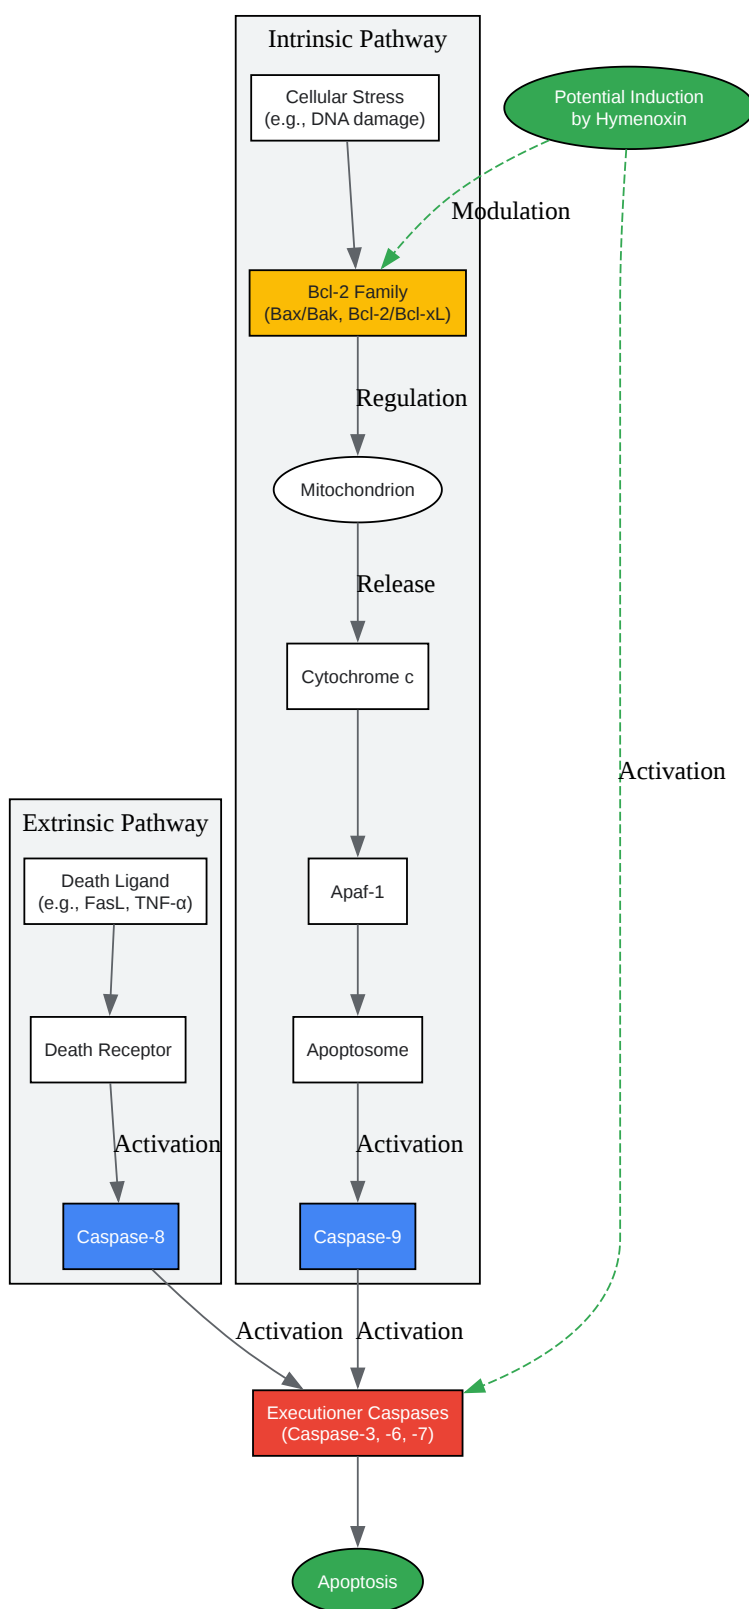 Intrinsic Pathway
Cellular Stress
(e.g., DNA damage)
Potential Induction
by Hymenoxin
Modulation
Bcl-2 Family
(Bax/Bak, Bcl-2/Bcl-xL)
Regulation
Mitochondrion
Release
Cytochrome c
Activation
Extrinsic Pathway
Death Ligand
(e.g., FasL, TNF-α)
Apaf-1
Death Receptor
Apoptosome
Activation
Activation
Caspase-8
Caspase-9
Activation
Activation
Executioner Caspases
(Caspase-3, -6, -7)
Apoptosis